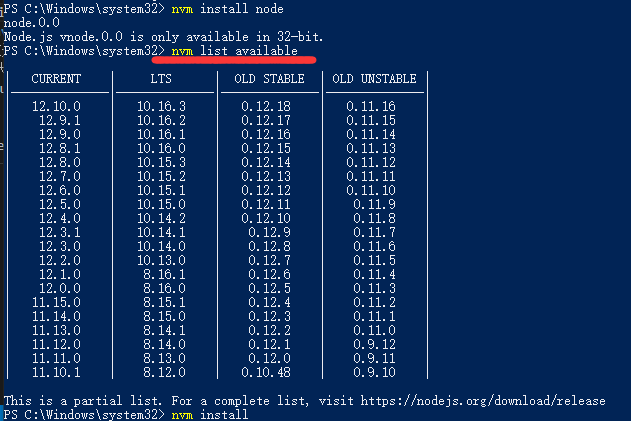 PS C:\Windows\system32> nvm install node
node.0.0
Node.js vnode.0.0 is only available in 32-bit.
PS C:\Windows\system32> nvm list available
CURRENT | LTS | OLD STABLE | OLD UNSTABLE
12.10.0 | 10.16.3 | 0.12.18 | 0.11.16
12.9.1 | 10.16.2 | 0.12.17 | 0.11.15
12.9.0 | 10.16.1 | 0.12.16 | 0.11.14
12.8.1 | 10.16.0 | 0.12.15 | 0.11.13
12.8.0 | 10.15.3 | 0.12.14 | 0.11.12
12.7.0 | 10.15.2 | 0.12.13 | 0.11.11
12.6.0 | 10.15.1 | 0.12.12 | 0.11.10
12.5.0 | 10.15.0 | 0.12.11 | 0.11.9
12.4.0 | 10.14.2 | 0.12.10 | 0.11.8
12.3.1 | 10.14.1 | 0.12.9 | 0.11.7
12.3.0 | 10.14.0 | 0.12.8 | 0.11.6
12.2.0 | 10.13.0 | 0.12.7 | 0.11.5
12.1.0 | 8.16.1 | 0.12.6 | 0.11.4
12.0.0 | 8.16.0 | 0.12.5 | 0.11.3
11.15.0 | 8.15.1 | 0.12.4 | 0.11.2
11.14.0 | 8.15.0 | 0.12.3 | 0.11.1
11.13.0 | 8.14.1 | 0.12.2 | 0.11.0
11.12.0 | 8.14.0 | 0.12.1 | 0.9.12
11.11.0 | 8.13.0 | 0.12.0 | 0.9.11
11.10.1 | 8.12.0 | 0.10.48 | 0.9.10
This is a partial list. For a complete list, visit https://nodejs.org/download/release
PS C:\Windows\system32> nvm install